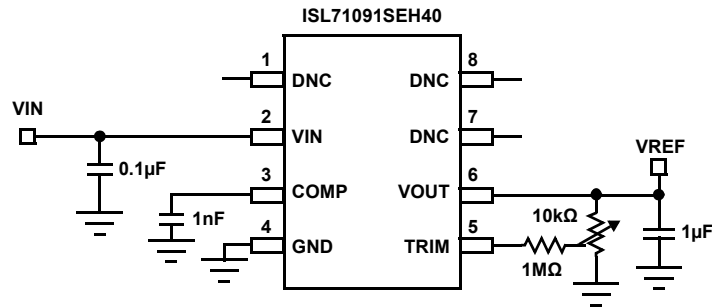 ISL71091SEH40
1
DNC
8
DNC
VIN
2
VIN
7
DNC
VREF
0.1µF
3
COMP
6
VOUT
1nF
10kΩ
1µF
4
GND
5
TRIM
1MΩ